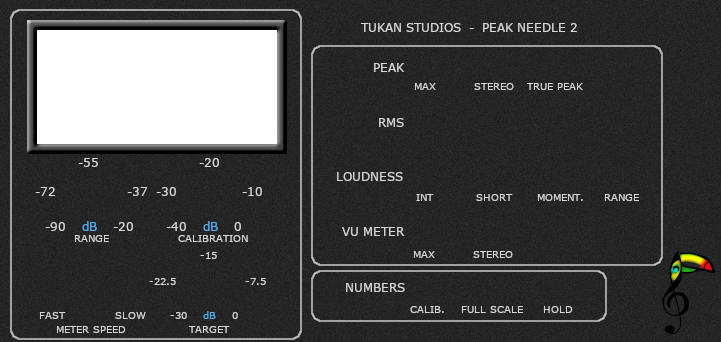 TUKAN STUDIOS - PEAK NEEDLE 2
PEAK
MAX STEREO TRUE PEAK
RMS
LOUDNESS
INT SHORT MOMENT. RANGE
VU METER
MAX STEREO
NUMBERS
CALIB. FULL SCALE HOLD
-55 -20
-72 -37 -30 -10
-90 dB -20 -40 dB 0
RANGE CALIBRATION
-15
-22.5 -7.5
FAST SLOW -30 dB 0
METER SPEED TARGET